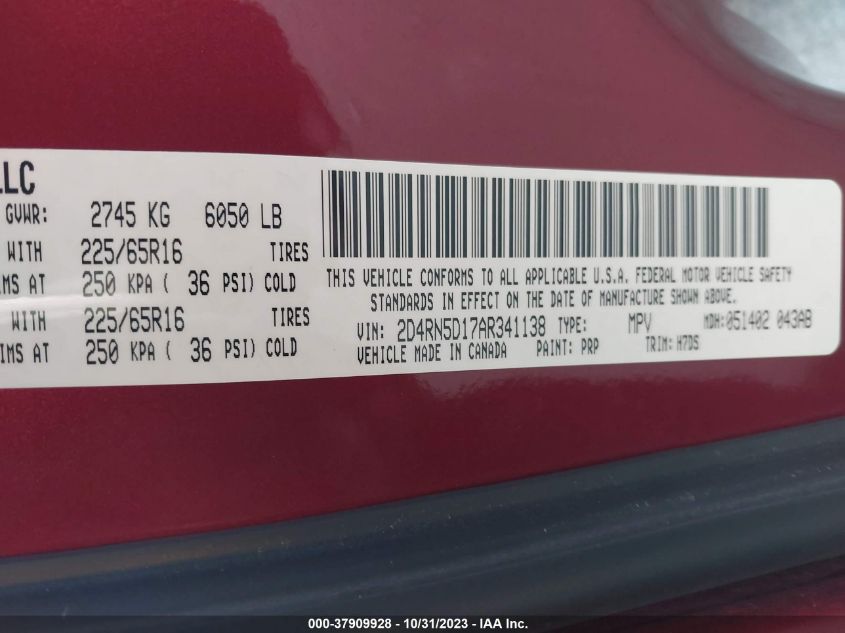 LLC
GVWR: 2745 KG 6050 LB
WITH 225/65R16 TIRES
IMS AT 250 KPA ( 36 PSI) COLD
WITH 225/65R16
IMS AT 250 KPA ( 36 PSI) COLD
THIS VEHICLE CONFORMS TO ALL APPLICABLE U.S.A. FEDERAL MOTOR VEHICLE SAFETY
STANDARDS IN EFFECT ON THE DATE OF MANUFACTURE SHOWN ABOVE.
VIN: 2D4RN5D17AR341138 TYPE: MPV MDH:051402 043AB
VEHICLE MADE IN CANADA PAINT: PRP TRIM: H7DS
000-37909928 - 10/31/2023 - IAA Inc.